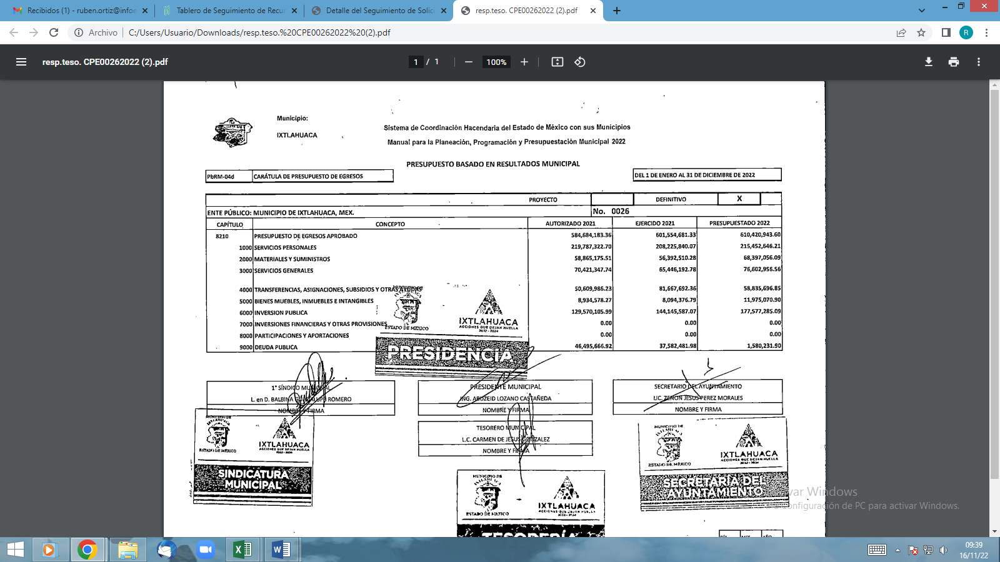 Recibidos (1) - ruben.ortiz@infoe
Tablero de Seguimiento de Recur
Detalle del Seguimiento de Solici
resp.teso. CPE00262022 (2).pdf
Archivo C:/Users/Usuario/Downloads/resp.teso.%20CPE00262022%20(2).pdf
R
resp.teso. CPE00262022 (2).pdf
1 / 1
100%
Municipio:
IXTLAHUACA
Sistema de Coordinación Hacendaria del Estado de México con sus Municipios
Manual para la Planeación, Programación y Presupuestación Municipal 2022
PRESUPUESTO BASADO EN RESULTADOS MUNICIPAL
PbRM-04d CARÁTULA DE PRESUPUESTO DE EGRESOS DEL 1 DE ENERO AL 31 DE DICIEMBRE DE 2022
PROYECTO DEFINITIVO X
ENTE PÚBLICO: MUNICIPIO DE IXTLAHUACA, MEX. No. 0026
CAPÍTULO CONCEPTO AUTORIZADO 2021 EJERCIDO 2021 PRESUPUESTADO 2022
8210 PRESUPUESTO DE EGRESOS APROBADO 584,684,183.36 601,554,681.33 610,420,943.60
1000 SERVICIOS PERSONALES 219,787,322.70 208,225,840.07 215,452,646.21
2000 MATERIALES Y SUMINISTROS 58,865,175.51 56,392,510.28 68,397,056.09
3000 SERVICIOS GENERALES 70,421,347.74 65,446,192.78 76,602,956.56
4000 TRANSFERENCIAS, ASIGNACIONES, SUBSIDIOS Y OTRAS AYUDAS 50,609,986.23 81,667,692.36 58,835,696.85
5000 BIENES MUEBLES, INMUEBLES E INTANGIBLES 8,934,578.27 8,094,376.79 11,975,070.90
6000 INVERSION PUBLICA 129,570,105.99 144,145,587.07 177,577,285.09
7000 INVERSIONES FINANCIERAS Y OTRAS PROVISIONES 0.00 0.00 0.00
8000 PARTICIPACIONES Y APORTACIONES 0.00 0.00 0.00
9000 DEUDA PUBLICA 46,495,666.92 37,582,481.98 1,580,231.90
ESTADO DE MEXICO
IXTLAHUACA
ACCIONES QUE DEJAN HUELLA
2022 - 2024
PRESIDENCIA
1° SÍNDICO MUNICIPAL
L. en D. BALBINA GUADALUPE ROMERO
NOMBRE Y FIRMA
PRESIDENTE MUNICIPAL
ING. ABUZEID LOZANO CASTAÑEDA
NOMBRE Y FIRMA
SECRETARIO DEL AYUNTAMIENTO
LIC. ZENON JESUS PEREZ MORALES
NOMBRE Y FIRMA
TESORERO MUNICIPAL
L.C. CARMEN DE JESUS GONZALEZ
NOMBRE Y FIRMA
MUNICIPIO DE
IXTLAHUACA
ESTADO DE MEXICO
IXTLAHUACA
ACCIONES QUE DEJAN HUELLA
2022 - 2024
SINDICATURA
MUNICIPAL
MUNICIPIO DE
IXTLAHUACA
ESTADO DE MEXICO
IXTLAHUACA
ACCIONES QUE DEJAN HUELLA
2022 - 2024
TESORERÍA
MUNICIPIO DE
IXTLAHUACA
ESTADO DE MEXICO
IXTLAHUACA
ACCIONES QUE DEJAN HUELLA
2022 - 2024
SECRETARÍA DEL
AYUNTAMIENTO
Windows
Configuración de PC para activar Windows.
DÍA MES AÑO
09:39
16/11/22